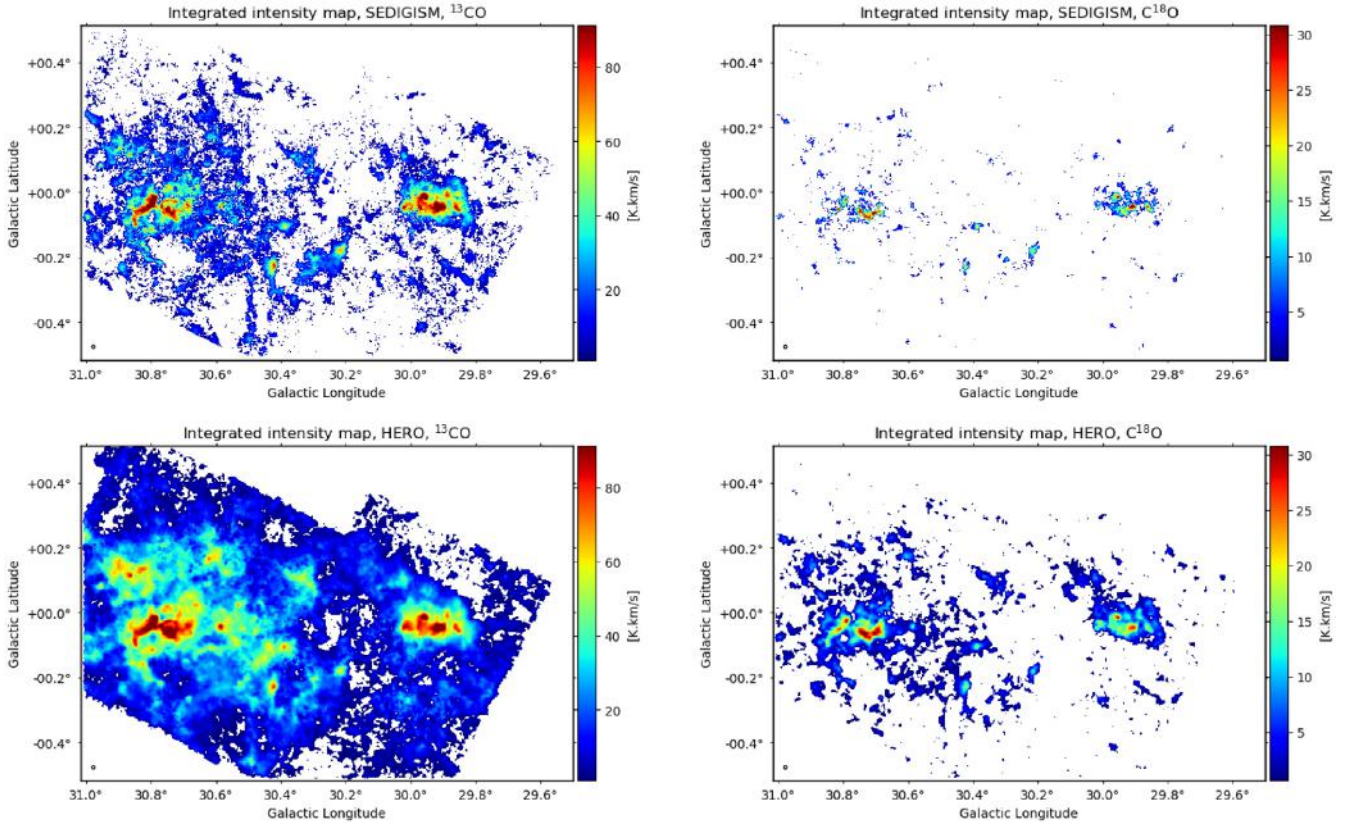 Integrated intensity map, SEDIGISM, ¹³CO
Galactic Latitude
+00.4°
+00.2°
+00.0°
-00.2°
-00.4°
31.0° 30.8° 30.6° 30.4° 30.2° 30.0° 29.8° 29.6°
Galactic Longitude
80
60
40
20
[K.km/s]
Integrated intensity map, SEDIGISM, C¹⁸O
Galactic Latitude
+00.4°
+00.2°
+00.0°
-00.2°
-00.4°
31.0° 30.8° 30.6° 30.4° 30.2° 30.0° 29.8° 29.6°
Galactic Longitude
30
25
20
15
10
5
[K.km/s]
Integrated intensity map, HERO, ¹³CO
Galactic Latitude
+00.4°
+00.2°
+00.0°
-00.2°
-00.4°
31.0° 30.8° 30.6° 30.4° 30.2° 30.0° 29.8° 29.6°
Galactic Longitude
80
60
40
20
[K.km/s]
Integrated intensity map, HERO, C¹⁸O
Galactic Latitude
+00.4°
+00.2°
+00.0°
-00.2°
-00.4°
31.0° 30.8° 30.6° 30.4° 30.2° 30.0° 29.8° 29.6°
Galactic Longitude
30
25
20
15
10
5
[K.km/s]